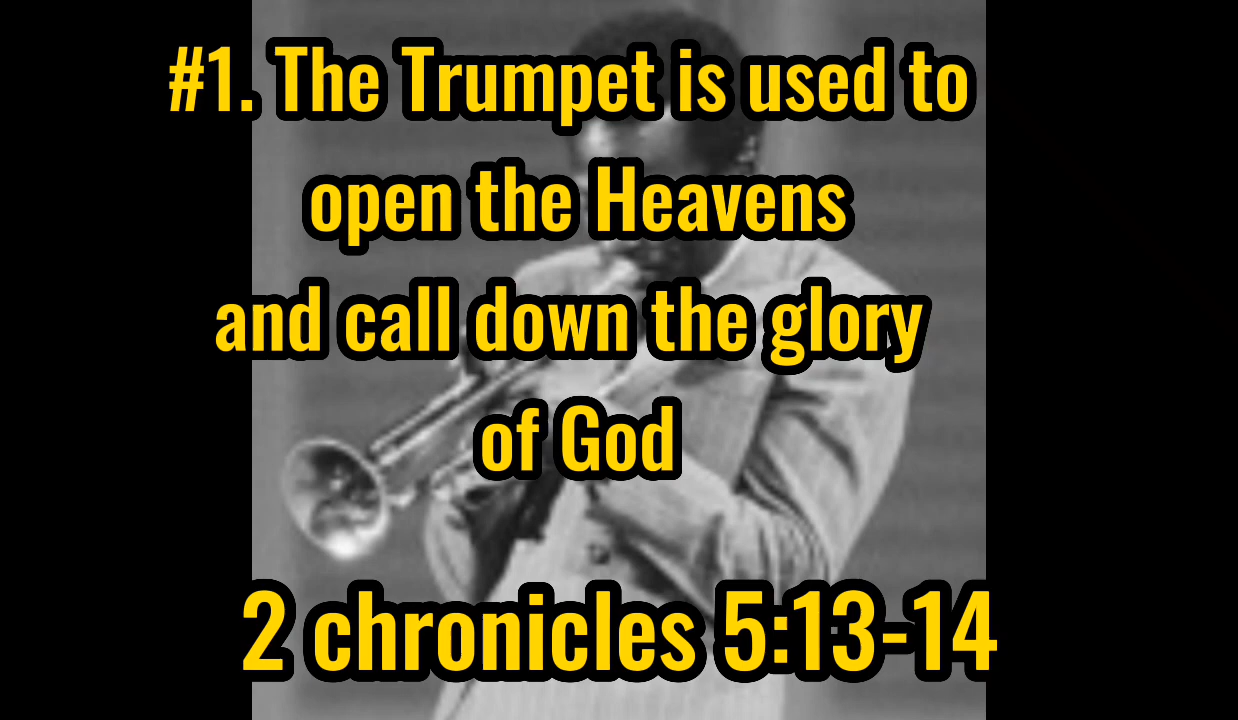 #1. The Trumpet is used to
open the Heavens
and call down the glory
of God
2 chronicles 5:13-14